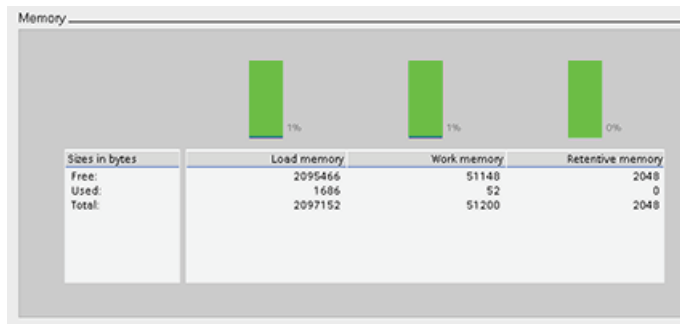 Memory
1% 1% 0%
Sizes in bytes Load memory Work memory Retentive memory
Free: 2095466 51148 2048
Used: 1686 52 0
Total: 2097152 51200 2048